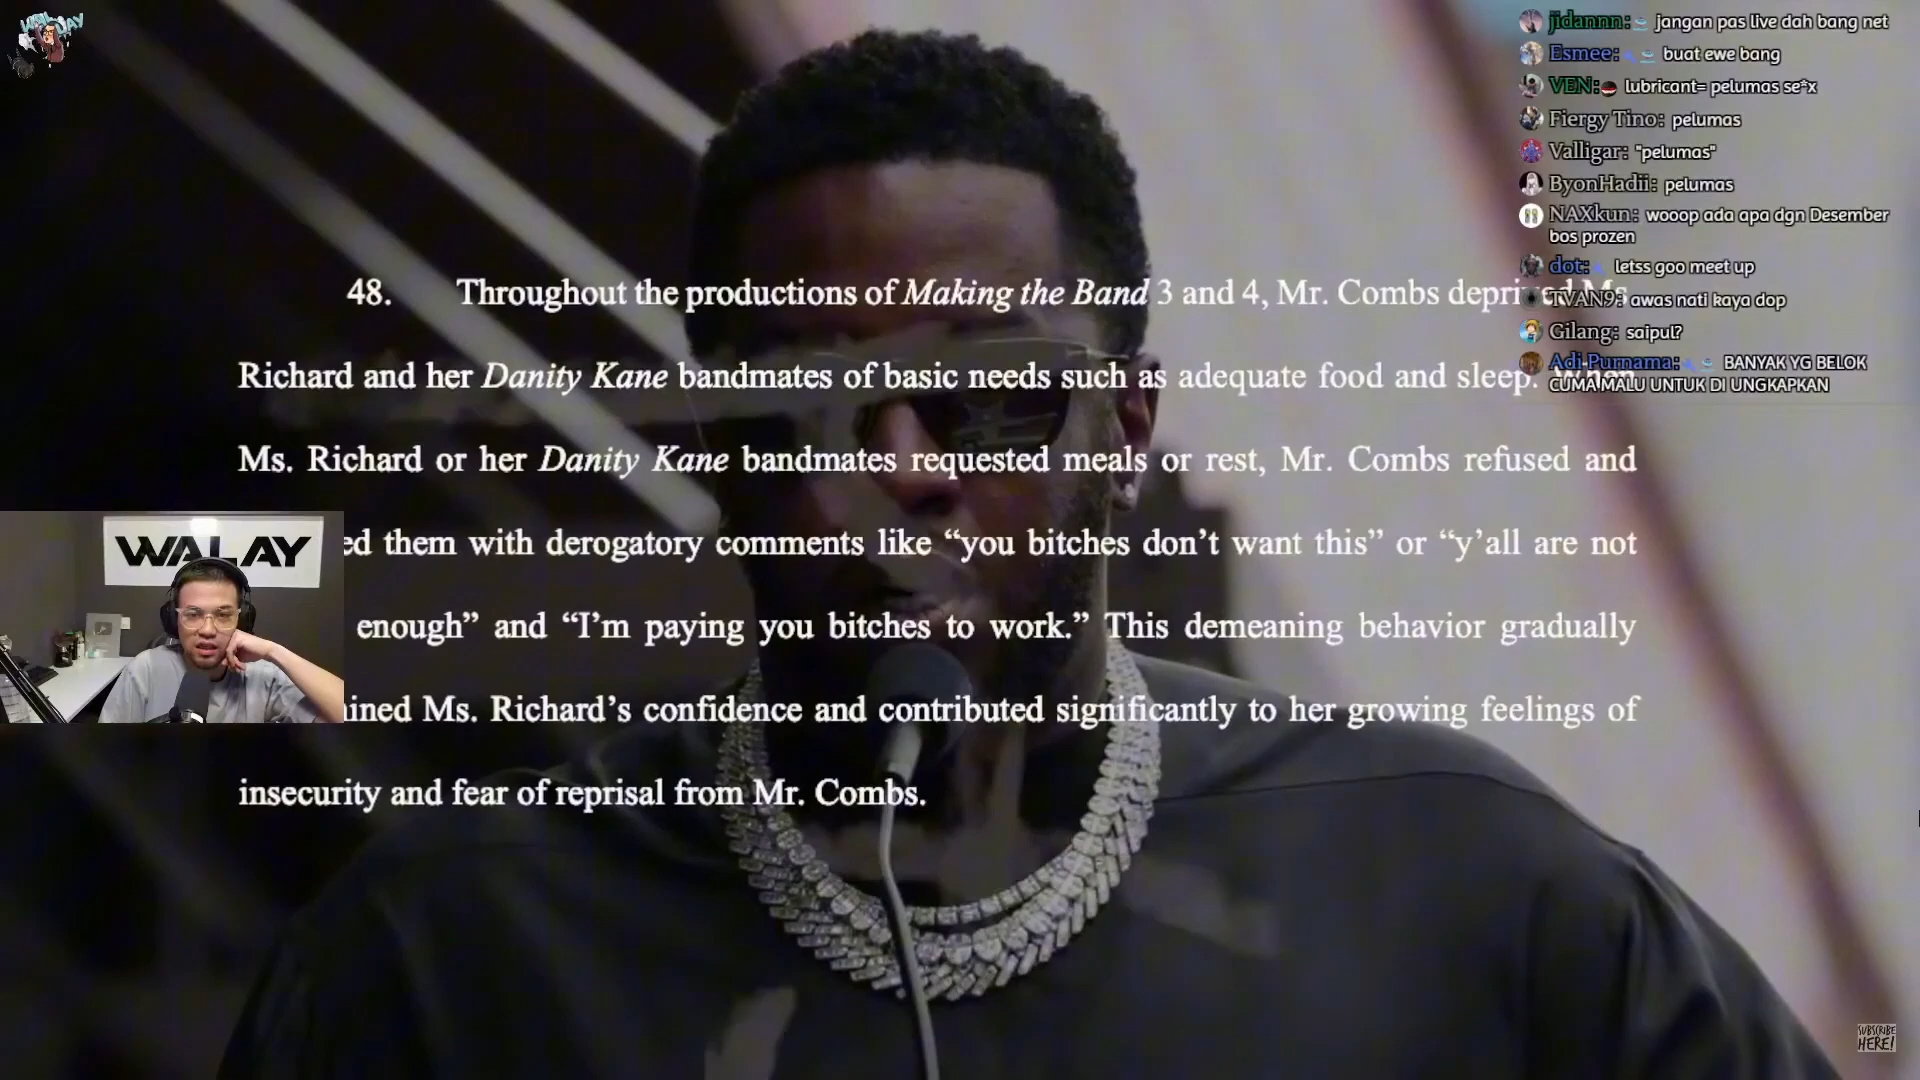 WALAY
jidannn: jangan pas live dah bang net
Esmee: buat ewe bang
VEN: lubricant= pelumas se*x
Fiergy Tino: pelumas
Valligar: "pelumas"
ByonHadii: pelumas
NAXkun: wooop ada apa dgn Desember
bos prozen
dot: letss goo meet up
TVAN9: awas nati kaya dop
Gilang: saipul?
Adi Purnama: BANYAK YG BELOK
CUMA MALU UNTUK DI UNGKAPKAN
48. Throughout the productions of Making the Band 3 and 4, Mr. Combs deprived Ms.
Richard and her Danity Kane bandmates of basic needs such as adequate food and sleep. When
Ms. Richard or her Danity Kane bandmates requested meals or rest, Mr. Combs refused and
ed them with derogatory comments like “you bitches don’t want this” or “y’all are not
enough” and “I’m paying you bitches to work.” This demeaning behavior gradually
ined Ms. Richard’s confidence and contributed significantly to her growing feelings of
insecurity and fear of reprisal from Mr. Combs.
WALAY
SUBSCRIBE
HERE!